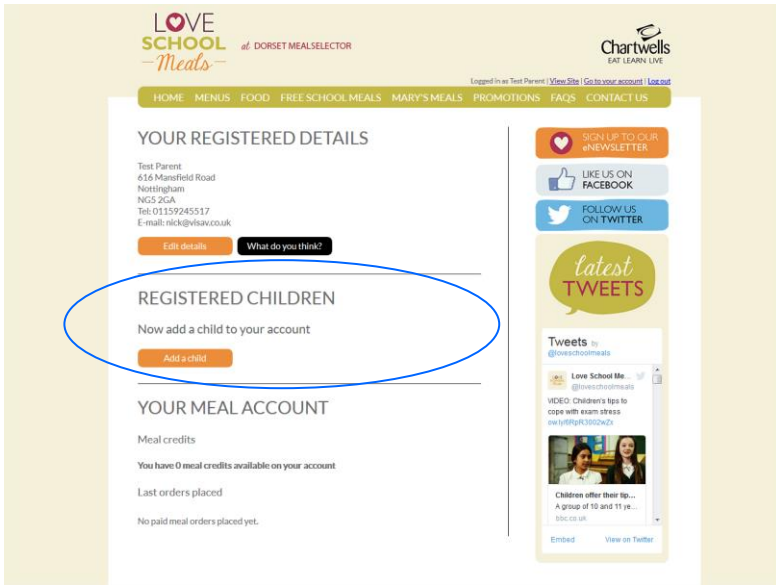 LOVE
SCHOOL
Meals
at DORSET MEALSELECTOR
Chartwells
EAT LEARN LIVE
Logged in as Test Parent | View Site | Go to your account | Log out
HOME MENUS FOOD FREE SCHOOL MEALS MARY'S MEALS PROMOTIONS FAQS CONTACT US
YOUR REGISTERED DETAILS
Test Parent
616 Mansfield Road
Nottingham
NG5 2GA
Tel: 01159245517
E-mail: nick@visav.co.uk
Edit details
What do you think?
REGISTERED CHILDREN
Now add a child to your account
Add a child
YOUR MEAL ACCOUNT
Meal credits
You have 0 meal credits available on your account
Last orders placed
No paid meal orders placed yet.
SIGN UP TO OUR
eNEWSLETTER
LIKE US ON
FACEBOOK
FOLLOW US
ON TWITTER
latest
TWEETS
Tweets by
@loveschoolmeals
Love School Me...
@loveschoolmeals
VIDEO: Children's tips to
cope with exam stress
ow.ly/6RpR3002wZx
Children offer their tip...
A group of 10 and 11 ye...
bbc.co.uk
Embed
View on Twitter